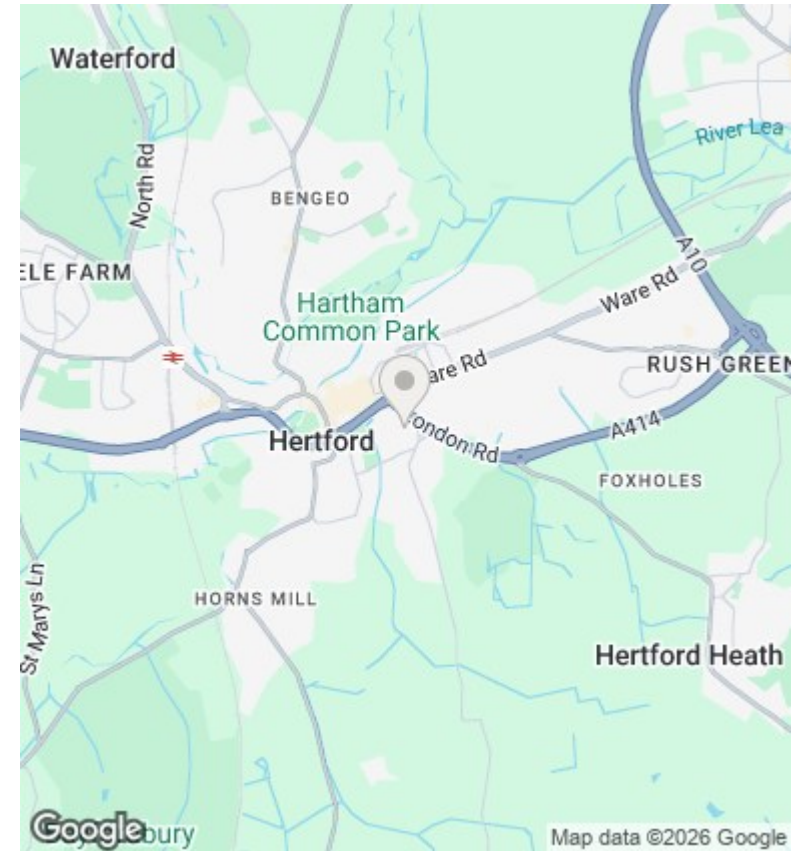 Waterford
River Lea
North Rd
BENGEO
A10
ELE FARM
Hartham
Common Park
Ware Rd
are Rd
RUSH GREEN
London Rd
A414
Hertford
FOXHOLES
St Marys Ln
HORNS MILL
Hertford Heath
Google
bury
Map data ©2026 Google